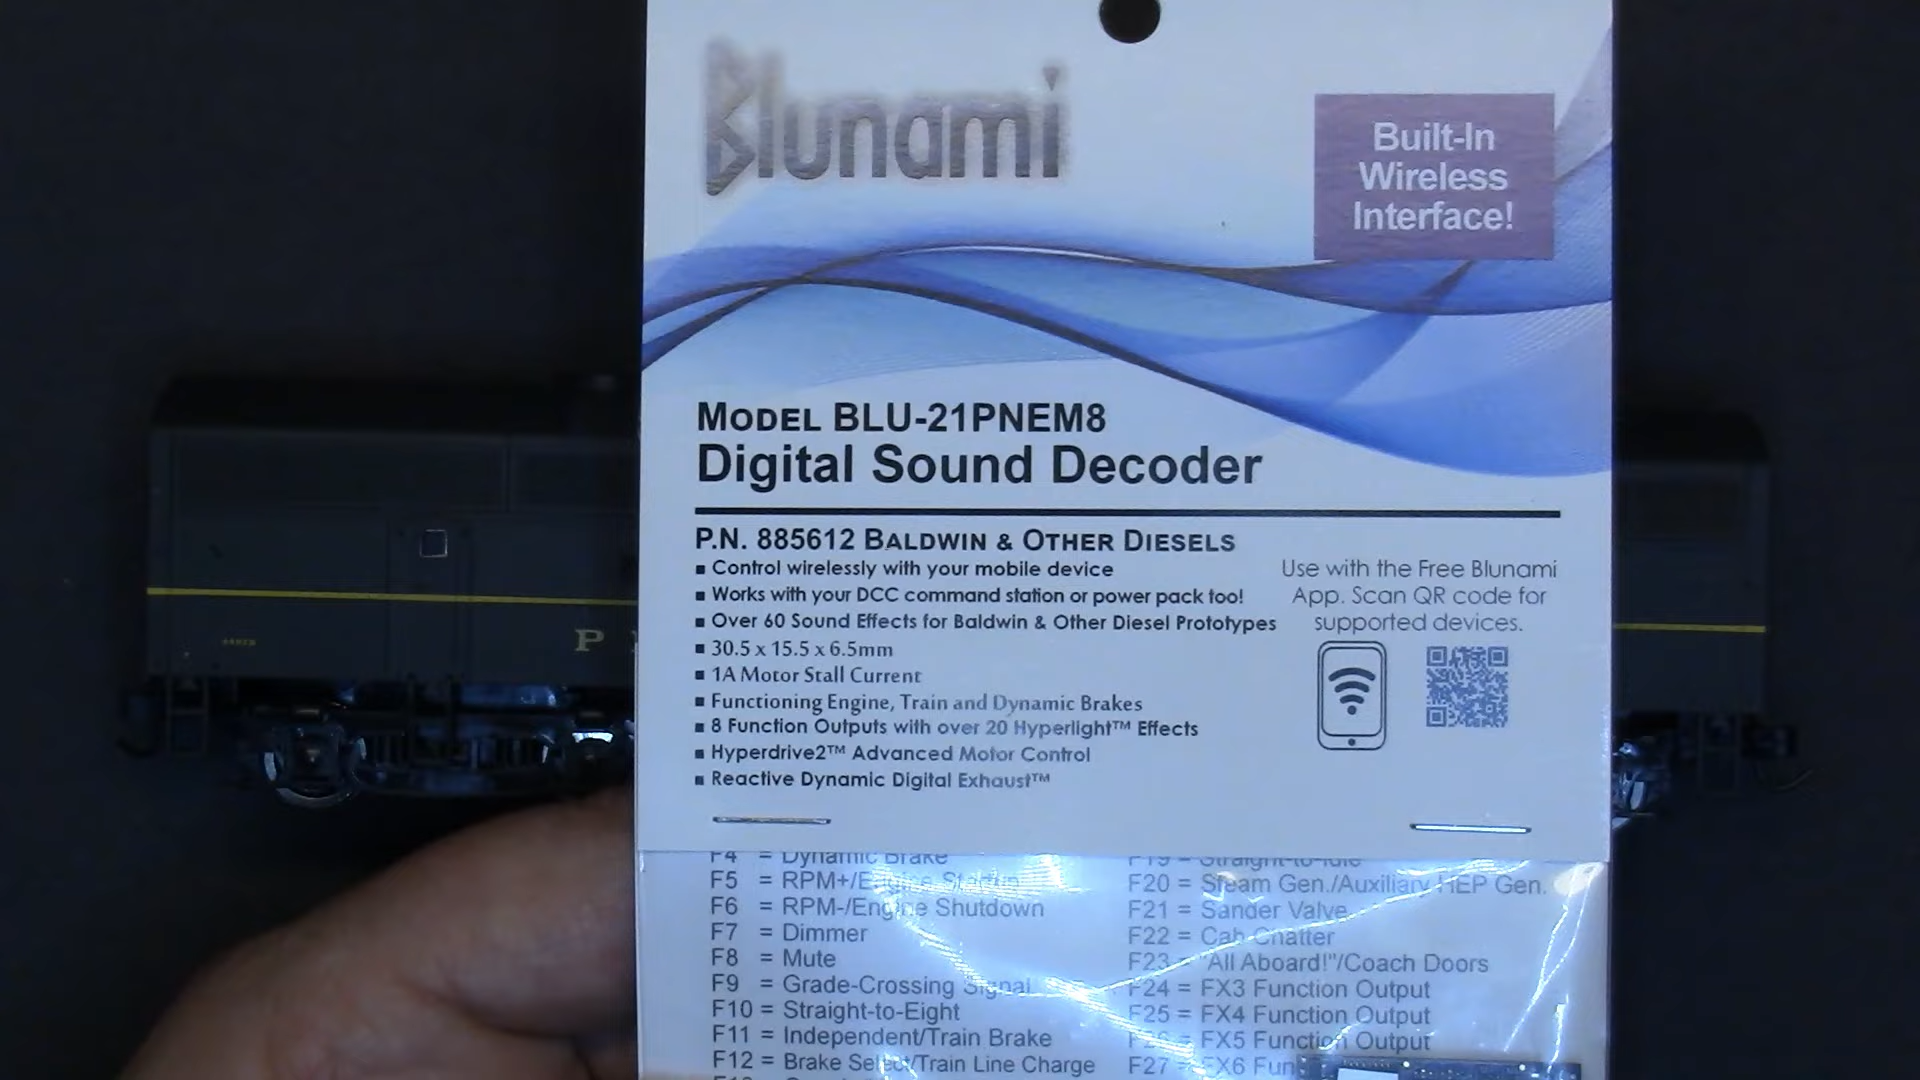 Blunami
Built-In
Wireless
Interface!
MODEL BLU-21PNEM8
Digital Sound Decoder
P.N. 885612 BALDWIN & OTHER DIESELS
▪ Control wirelessly with your mobile device
▪ Works with your DCC command station or power pack too!
▪ Over 60 Sound Effects for Baldwin & Other Diesel Prototypes
▪ 30.5 x 15.5 x 6.5mm
▪ 1A Motor Stall Current
▪ Functioning Engine, Train and Dynamic Brakes
▪ 8 Function Outputs with over 20 Hyperlight™ Effects
▪ Hyperdrive2™ Advanced Motor Control
▪ Reactive Dynamic Digital Exhaust™
Use with the Free Blunami
App. Scan QR code for
supported devices.
F4 = Dynamic Brake
F5 = RPM+/Engine Startup
F6 = RPM-/Engine Shutdown
F7 = Dimmer
F8 = Mute
F9 = Grade-Crossing Signal
F10 = Straight-to-Eight
F11 = Independent/Train Brake
F12 = Brake Select/Train Line Charge
F19 = Straight-to-Idle
F20 = Steam Gen./Auxiliary HEP Gen.
F21 = Sander Valve
F22 = Cab Chatter
F23 = "All Aboard!"/Coach Doors
F24 = FX3 Function Output
F25 = FX4 Function Output
F26 = FX5 Function Output
F27 = FX6 Fun
P